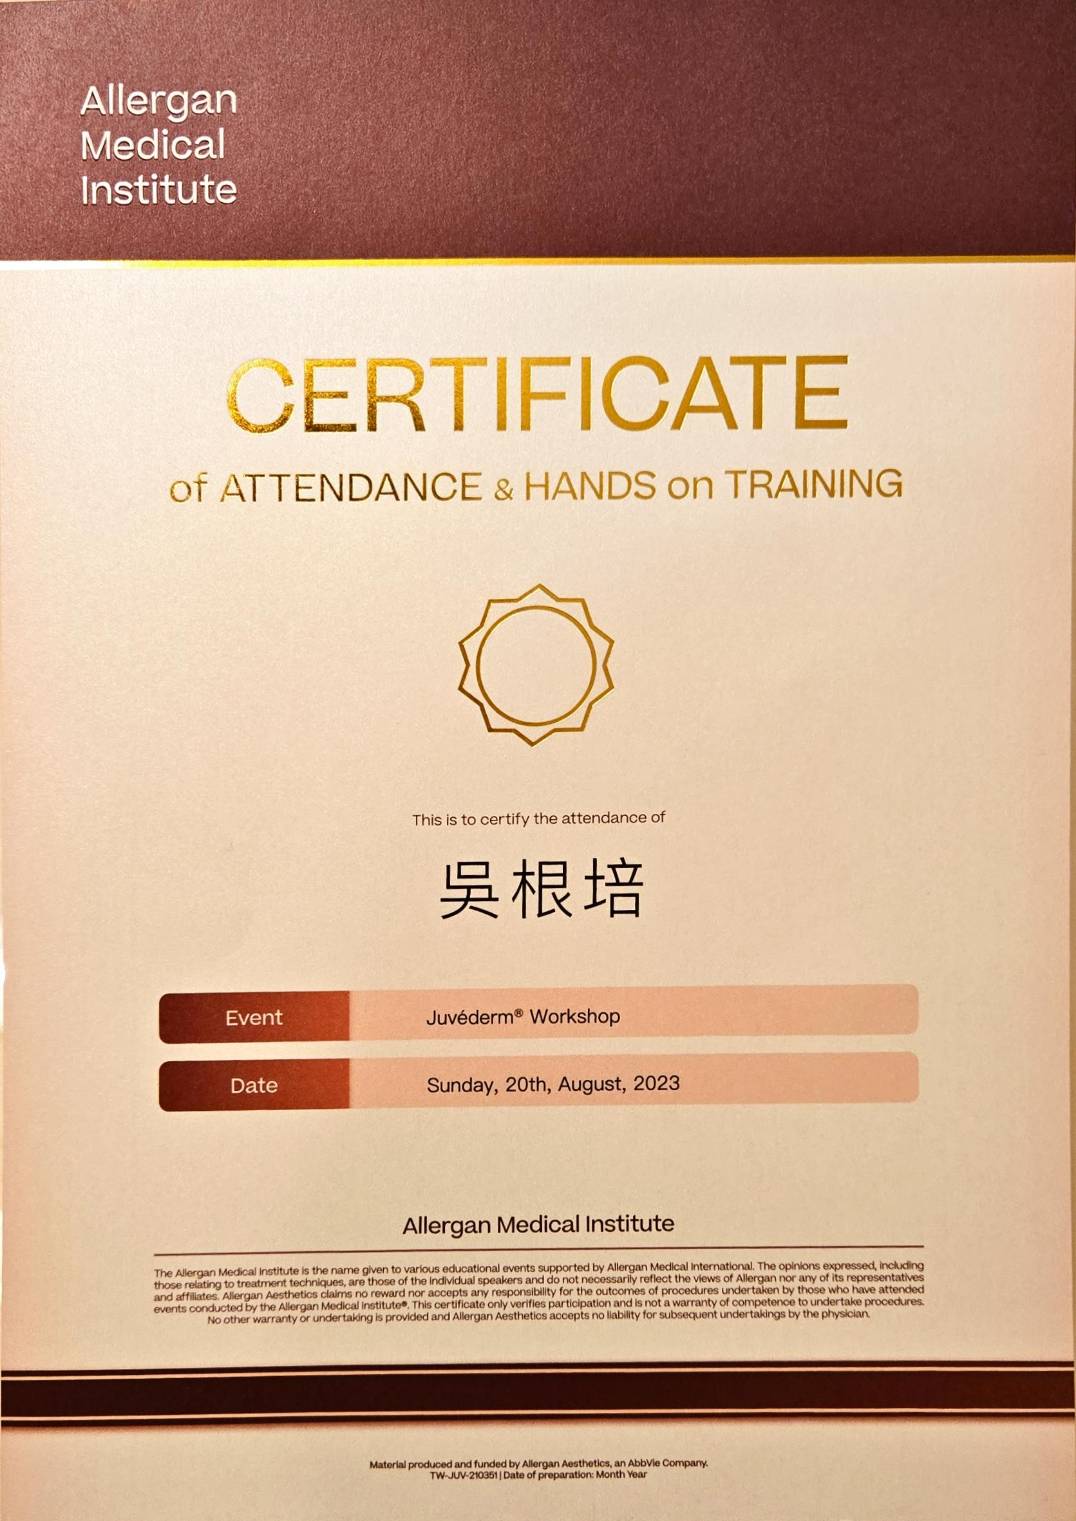 Allergan
Medical
Institute
CERTIFICATE
of ATTENDANCE & HANDS on TRAINING
This is to certify the attendance of
吳根培
Event
Juvéderm® Workshop
Date
Sunday, 20th, August, 2023
Allergan Medical Institute
The Allergan Medical Institute is the name given to various educational events supported by Allergan Medical International. The opinions expressed, including
those relating to treatment techniques, are those of the individual speakers and do not necessarily reflect the views of Allergan nor any of its representatives
and affiliates. Allergan Aesthetics claims no reward nor accepts any responsibility for the outcomes of procedures undertaken by those who have attended
events conducted by the Allergan Medical Institute®. This certificate only verifies participation and is not a warranty of competence to undertake procedures.
No other warranty or undertaking is provided and Allergan Aesthetics accepts no liability for subsequent undertakings by the physician.
Material produced and funded by Allergan Aesthetics, an AbbVie Company.
TW-JUV-210351 | Date of preparation: Month Year